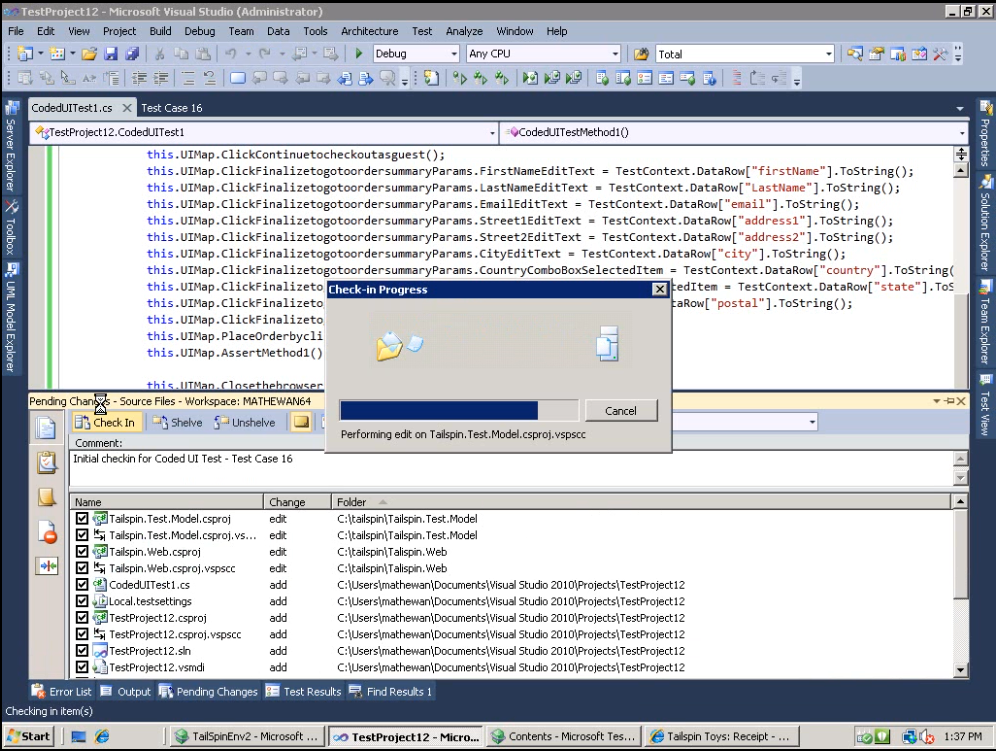 TestProject12 - Microsoft Visual Studio (Administrator)
File Edit View Project Build Debug Team Data Tools Architecture Test Analyze Window Help
Debug Any CPU Total
CodedUITest1.cs Test Case 16
TestProject12.CodedUITest1 CodedUITestMethod1()
this.UIMap.ClickContinuetocheckoutasguest();
this.UIMap.ClickFinalizetogotoordersummaryParams.FirstNameEditText = TestContext.DataRow["firstName"].ToString();
this.UIMap.ClickFinalizetogotoordersummaryParams.LastNameEditText = TestContext.DataRow["LastName"].ToString();
this.UIMap.ClickFinalizetogotoordersummaryParams.EmailEditText = TestContext.DataRow["email"].ToString();
this.UIMap.ClickFinalizetogotoordersummaryParams.Street1EditText = TestContext.DataRow["address1"].ToString();
this.UIMap.ClickFinalizetogotoordersummaryParams.Street2EditText = TestContext.DataRow["address2"].ToString();
this.UIMap.ClickFinalizetogotoordersummaryParams.CityEditText = TestContext.DataRow["city"].ToString();
this.UIMap.ClickFinalizetogotoordersummaryParams.CountryComboBoxSelectedItem = TestContext.DataRow["country"].ToString(
this.UIMap.ClickFinalizeto tedItem = TestContext.DataRow["state"].ToS
this.UIMap.ClickFinalizeto aRow["postal"].ToString();
this.UIMap.ClickFinalizeto
this.UIMap.PlaceOrderbycli
this.UIMap.AssertMethod1()
this.UIMap.Closethebrowser
Server Explorer
Toolbox
UML Model Explorer
Properties
Solution Explorer
Team Explorer
Test View
Check-in Progress
Cancel
Performing edit on Tailspin.Test.Model.csproj.vspscc
Pending Changes - Source Files - Workspace: MATHEWAN64
Check In Shelve Unshelve
Comment:
Initial checkin for Coded UI Test - Test Case 16
Name Change Folder
Tailspin.Test.Model.csproj edit C:\tailspin\Tailspin.Test.Model
Tailspin.Test.Model.csproj.vs... edit C:\tailspin\Tailspin.Test.Model
Tailspin.Web.csproj edit C:\tailspin\Tailspin.Web
Tailspin.Web.csproj.vspscc edit C:\tailspin\Talispin.Web
CodedUITest1.cs add C:\Users\mathewan\Documents\Visual Studio 2010\Projects\TestProject12
Local.testsettings add C:\Users\mathewan\Documents\Visual Studio 2010\Projects\TestProject12
TestProject12.csproj add C:\Users\mathewan\Documents\Visual Studio 2010\Projects\TestProject12
TestProject12.csproj.vspscc add C:\Users\mathewan\Documents\Visual Studio 2010\Projects\TestProject12
TestProject12.sln add C:\Users\mathewan\Documents\Visual Studio 2010\Projects\TestProject12
TestProject12.vsmdi add C:\Users\mathewan\Documents\Visual Studio 2010\Projects\TestProject12
Error List Output Pending Changes Test Results Find Results 1
Checking in item(s)
Start TailSpinEnv2 - Microsoft ... TestProject12 - Micro... Contents - Microsoft Tes... Tailspin Toys: Receipt - ... 1:37 PM